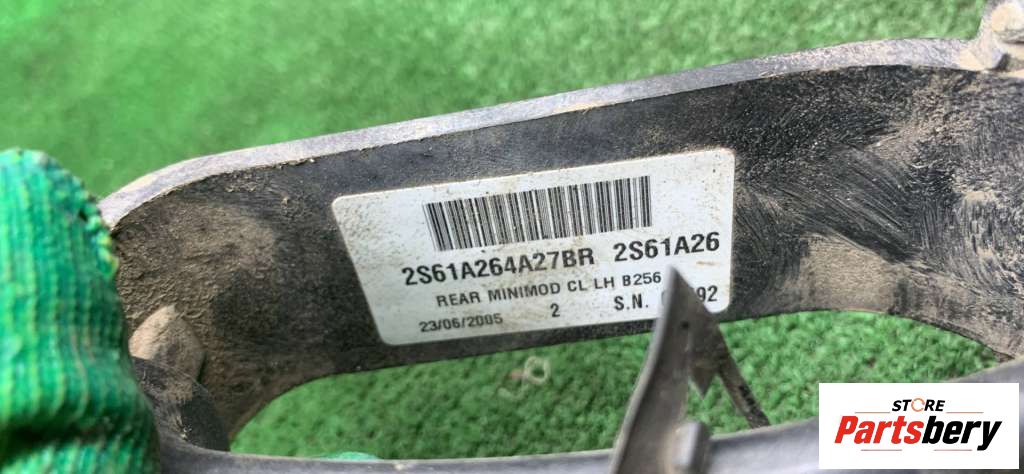 2S61A264A27BR 2S61A26
REAR MINIMOD CL LH B256
23/06/2005 2 S.N.
STORE
Partsbery